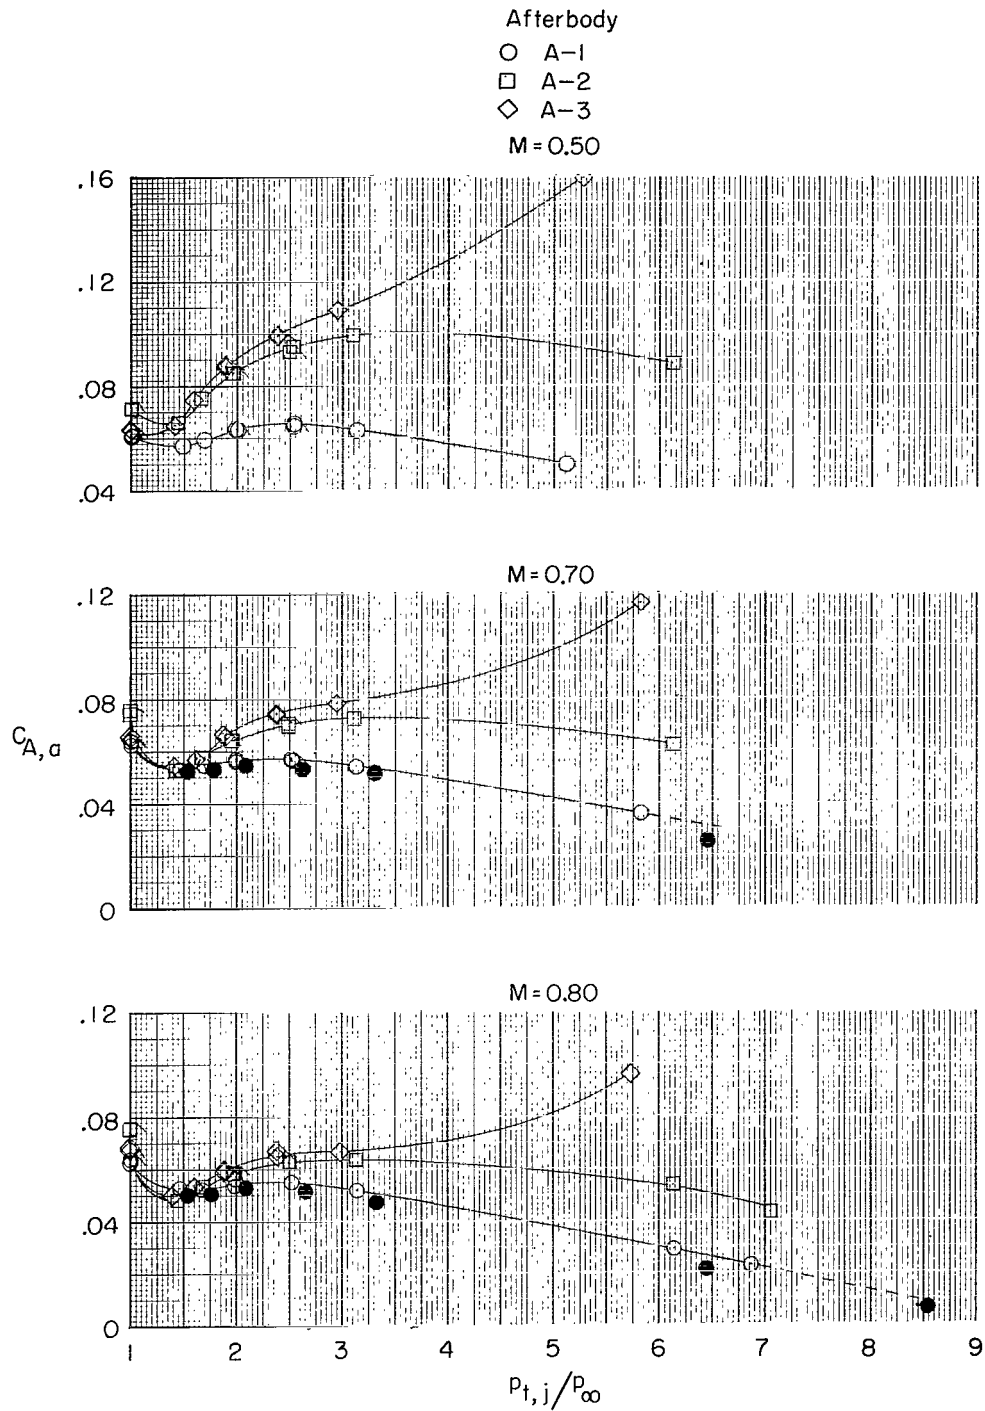 Afterbody
A-1
A-2
A-3
M = 0.50
.16
.12
.08
.04
M = 0.70
.12
.08
.04
0
C_A,a
M = 0.80
.12
.08
.04
0
1 2 3 4 5 6 7 8 9
p_t,j/p_∞